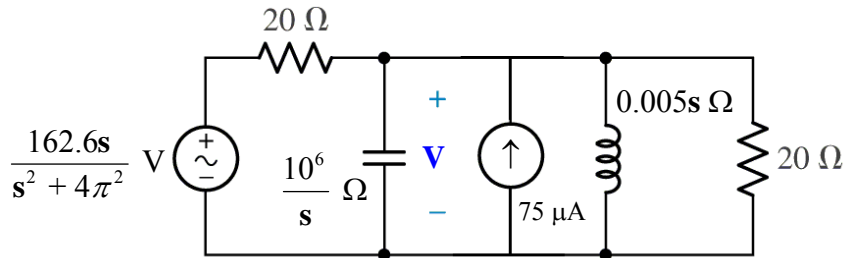 20 Ω
162.6s / (s² + 4π²) V
+
~
−
10⁶ / s Ω
+
V
−
↑
75 μA
0.005s Ω
20 Ω